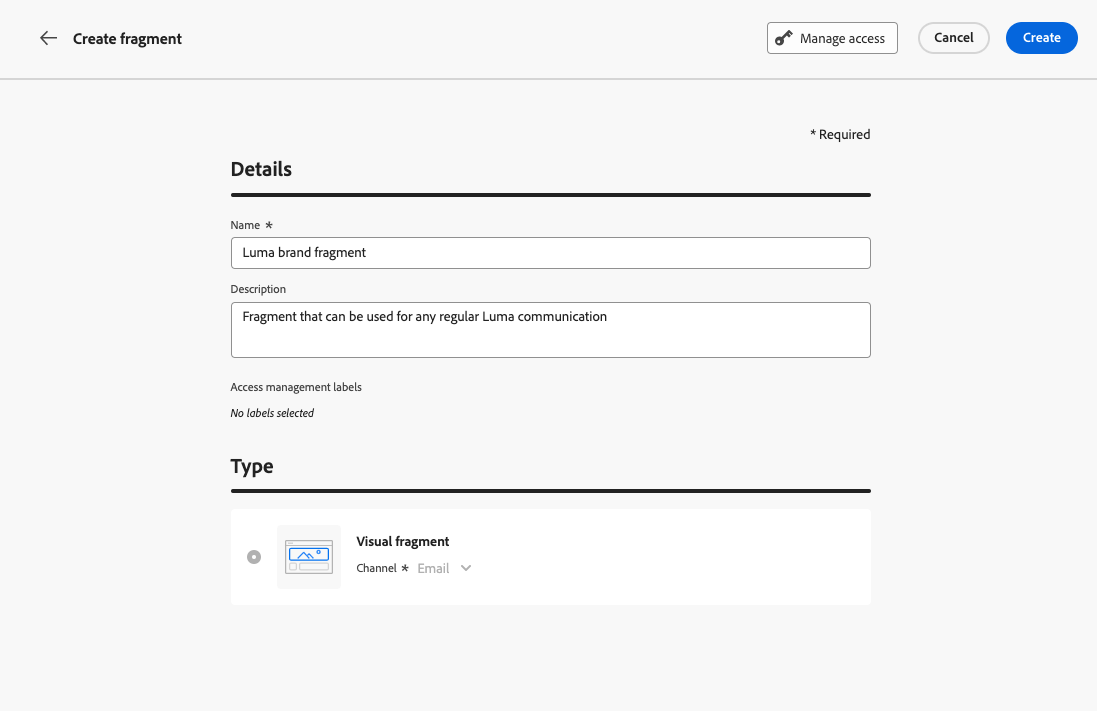 Create fragment
Manage access
Cancel
Create
* Required
Details
Name *
Luma brand fragment
Description
Fragment that can be used for any regular Luma communication
Access management labels
No labels selected
Type
Visual fragment
Channel * Email